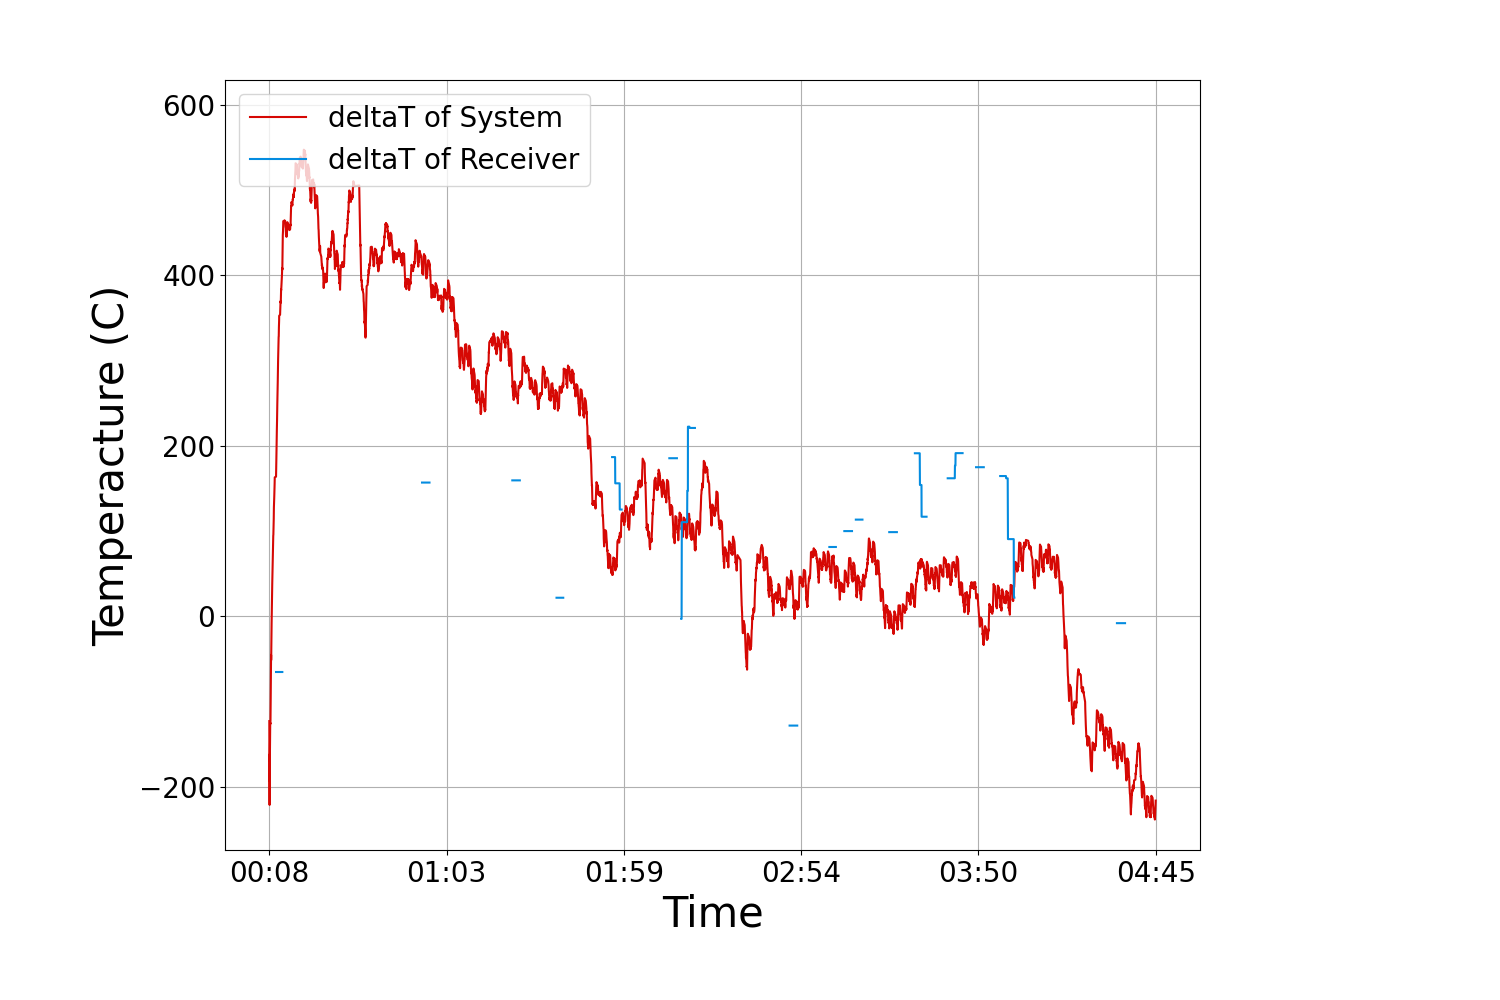 600
400
200
0
−200
Temperacture (C)
deltaT of System
deltaT of Receiver
00:08 01:03 01:59 02:54 03:50 04:45
Time